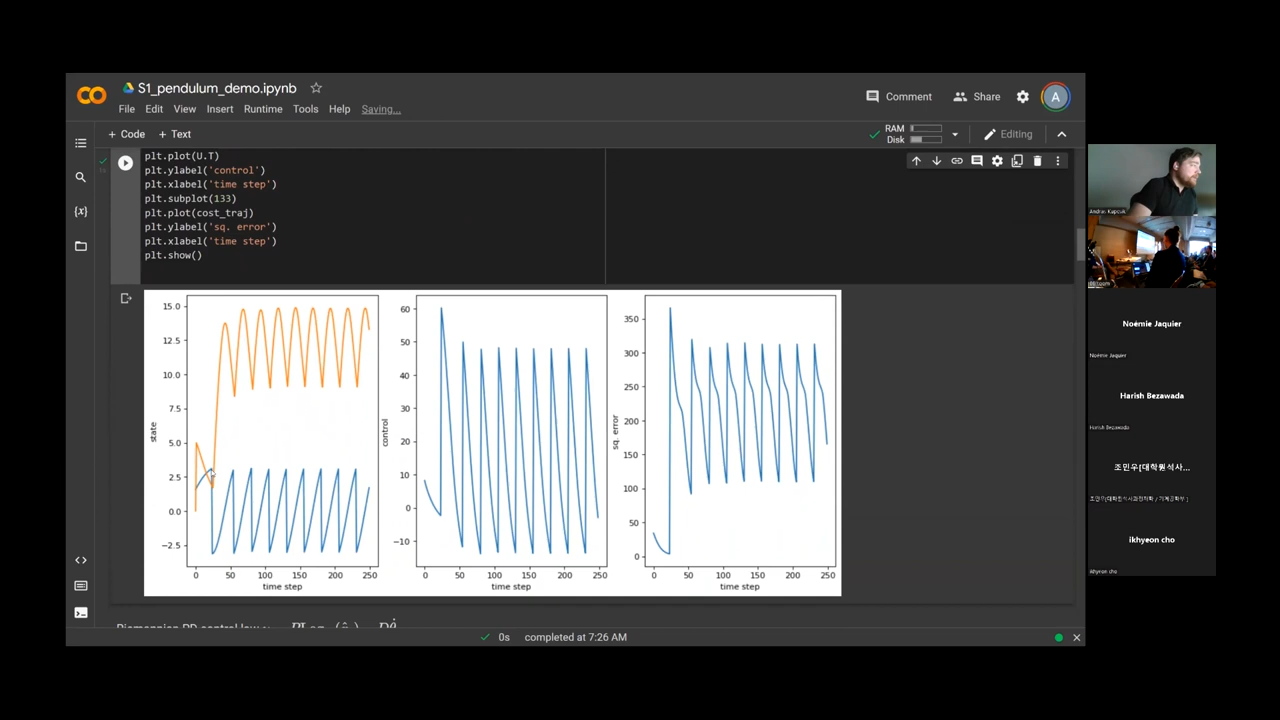 S1_pendulum_demo.ipynb
File Edit View Insert Runtime Tools Help Saving...
Comment Share A
+ Code + Text
RAM
Disk
Editing
plt.plot(U.T)
plt.ylabel('control')
plt.xlabel('time step')
plt.subplot(133)
plt.plot(cost_traj)
plt.ylabel('sq. error')
plt.xlabel('time step')
plt.show()
15.0
12.5
10.0
7.5
5.0
2.5
0.0
−2.5
state
0 50 100 150 200 250
time step
60
50
40
30
20
10
0
−10
control
0 50 100 150 200 250
time step
350
300
250
200
150
100
50
0
sq. error
0 50 100 150 200 250
time step
0s completed at 7:26 AM
Noémie Jaquier
Noémie Jaquier
Harish Bezawada
Harish Bezawada
ikhyeon cho
ikhyeon cho